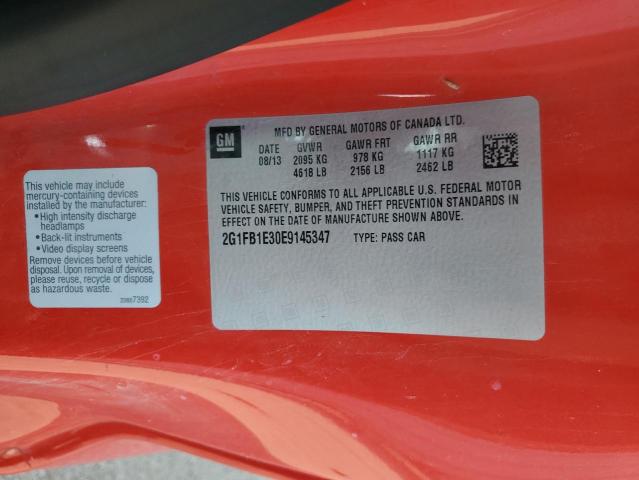 This vehicle may include
mercury-containing devices
installed by the manufacturer:
• High intensity discharge
headlamps
• Back-lit instruments
• Video display screens
Remove devices before vehicle
disposal. Upon removal of devices,
please reuse, recycle or dispose
as hazardous waste.
GM
MFD BY GENERAL MOTORS OF CANADA LTD.
DATE GVWR GAWR FRT GAWR RR
08/13 2095 KG 978 KG 1117 KG
4618 LB 2156 LB 2462 LB
THIS VEHICLE CONFORMS TO ALL APPLICABLE U.S. FEDERAL MOTOR
VEHICLE SAFETY, BUMPER, AND THEFT PREVENTION STANDARDS IN
EFFECT ON THE DATE OF MANUFACTURE SHOWN ABOVE.
2G1FB1E30E9145347 TYPE: PASS CAR